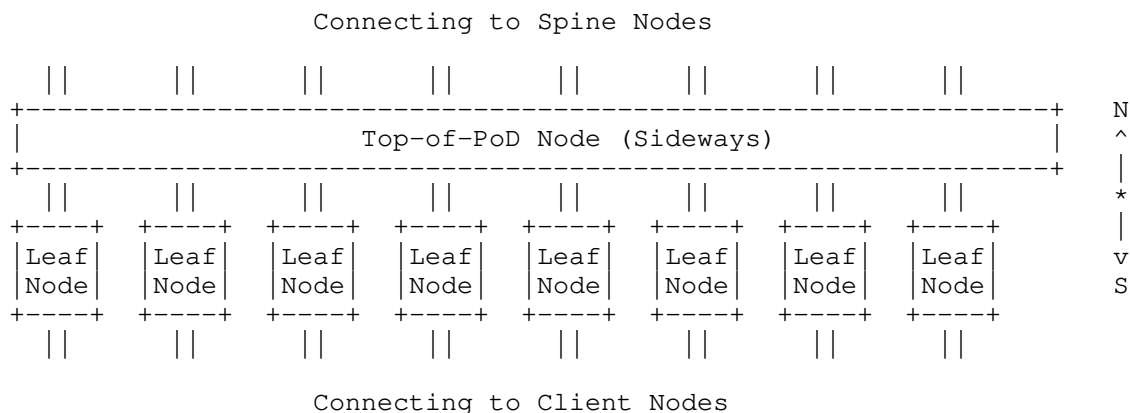 Connecting to Spine Nodes

  ||      ||      ||      ||      ||      ||      ||      ||
+----------------------------------------------------------------+   N
|                     Top-of-PoD Node (Sideways)                 |   ^
+----------------------------------------------------------------+   |
  ||      ||      ||      ||      ||      ||      ||      ||         *
+----+  +----+  +----+  +----+  +----+  +----+  +----+  +----+       |
|Leaf|  |Leaf|  |Leaf|  |Leaf|  |Leaf|  |Leaf|  |Leaf|  |Leaf|       v
|Node|  |Node|  |Node|  |Node|  |Node|  |Node|  |Node|  |Node|       S
+----+  +----+  +----+  +----+  +----+  +----+  +----+  +----+
  ||      ||      ||      ||      ||      ||      ||      ||

                   Connecting to Client Nodes